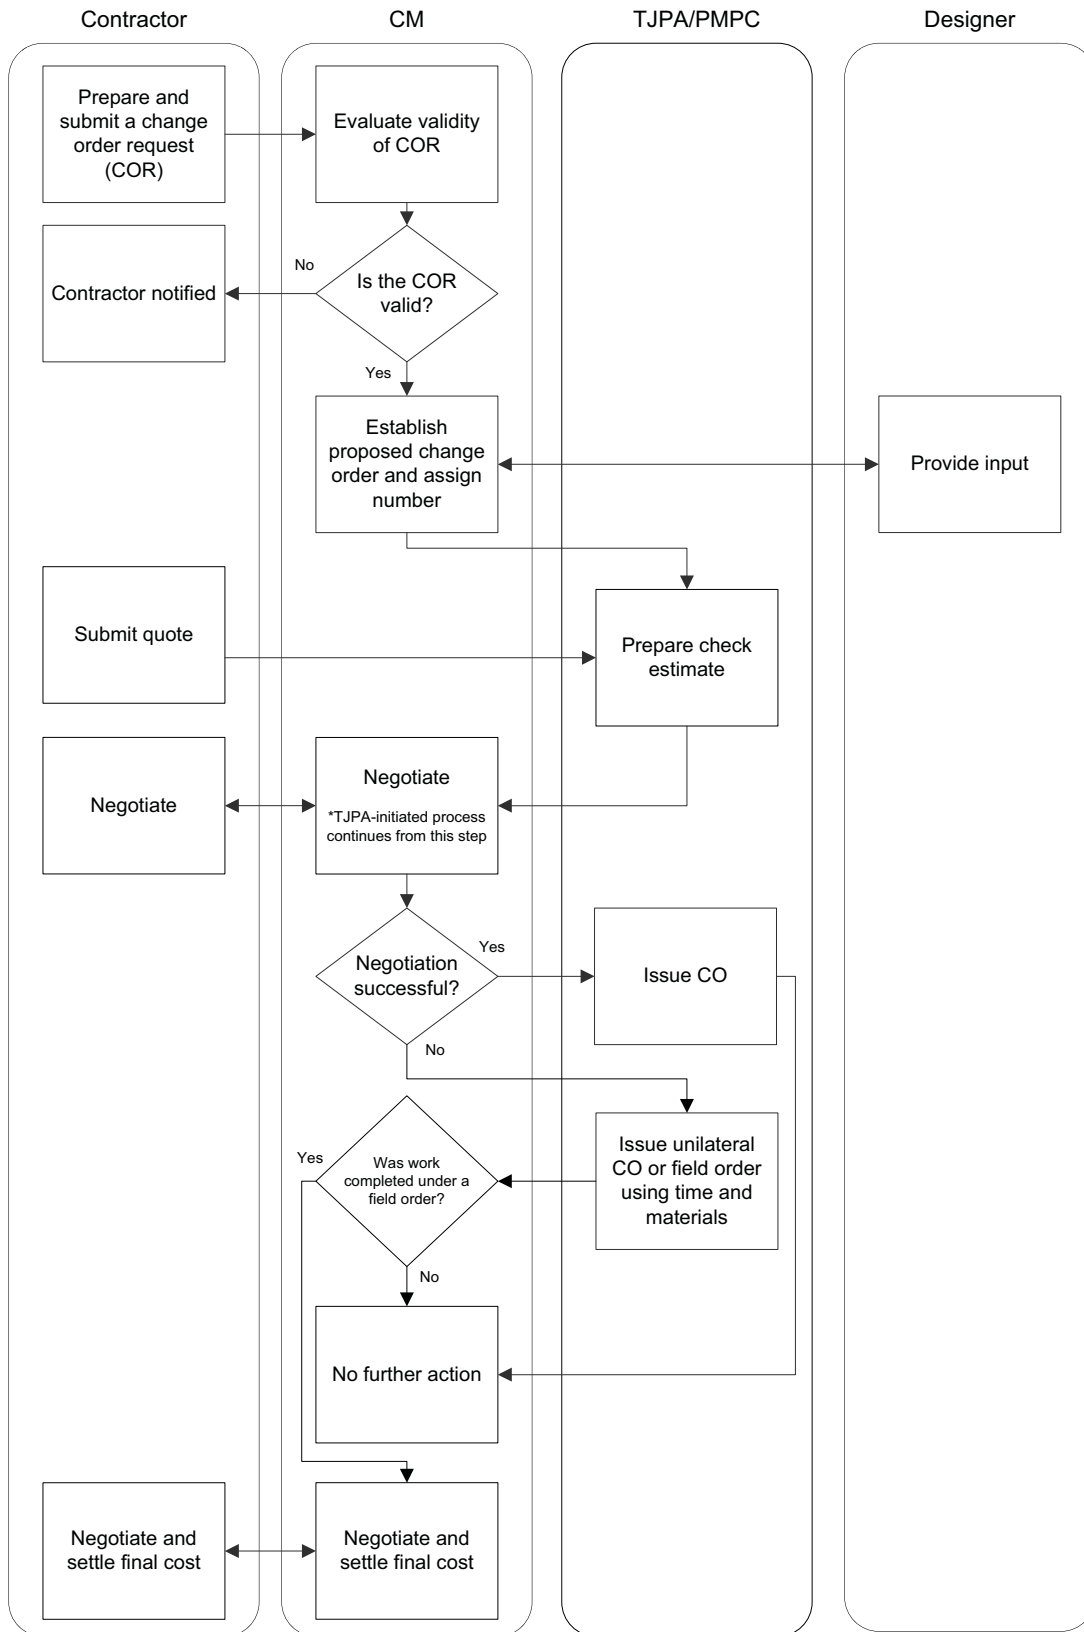 Contractor
CM
TJPA/PMPC
Designer
Prepare and
submit a change
order request
(COR)
Evaluate validity
of COR
Contractor notified
No
Is the COR
valid?
Yes
Establish
proposed change
order and assign
number
Provide input
Submit quote
Prepare check
estimate
Negotiate
Negotiate
*TJPA-initiated process
continues from this step
Negotiation
successful?
Yes
Issue CO
No
Yes
Was work
completed under a
field order?
Issue unilateral
CO or field order
using time and
materials
No
No further action
Negotiate and
settle final cost
Negotiate and
settle final cost